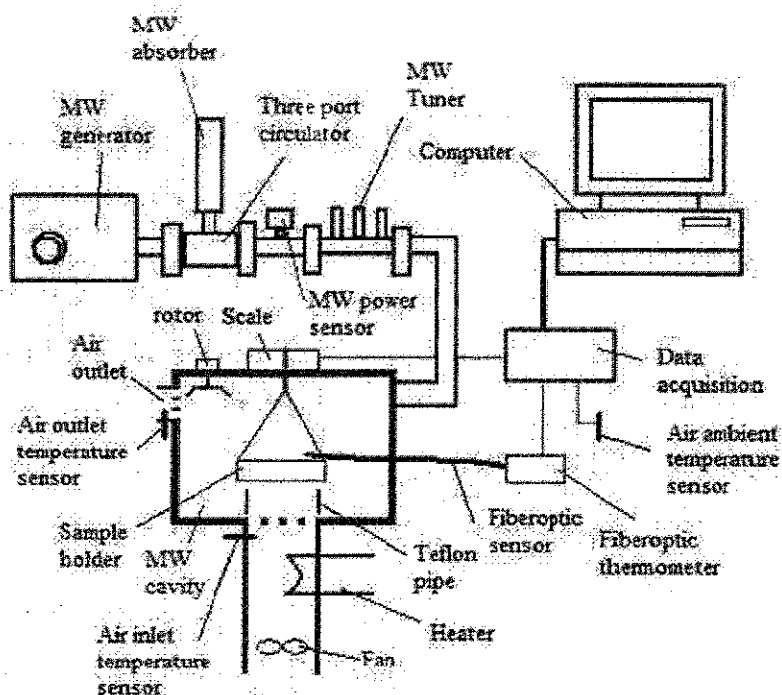 MW
absorber
MW
generator
Three port
circulator
MW
Tuner
Computer
MW power
sensor
rotor
Scale
Air
outlet
Data
acquisition
Air outlet
temperature
sensor
Air ambient
temperature
sensor
Sample
holder
MW
cavity
Teflon
pipe
Fiberoptic
sensor
Fiberoptic
thermometer
Air inlet
temperature
sensor
Heater
Fan